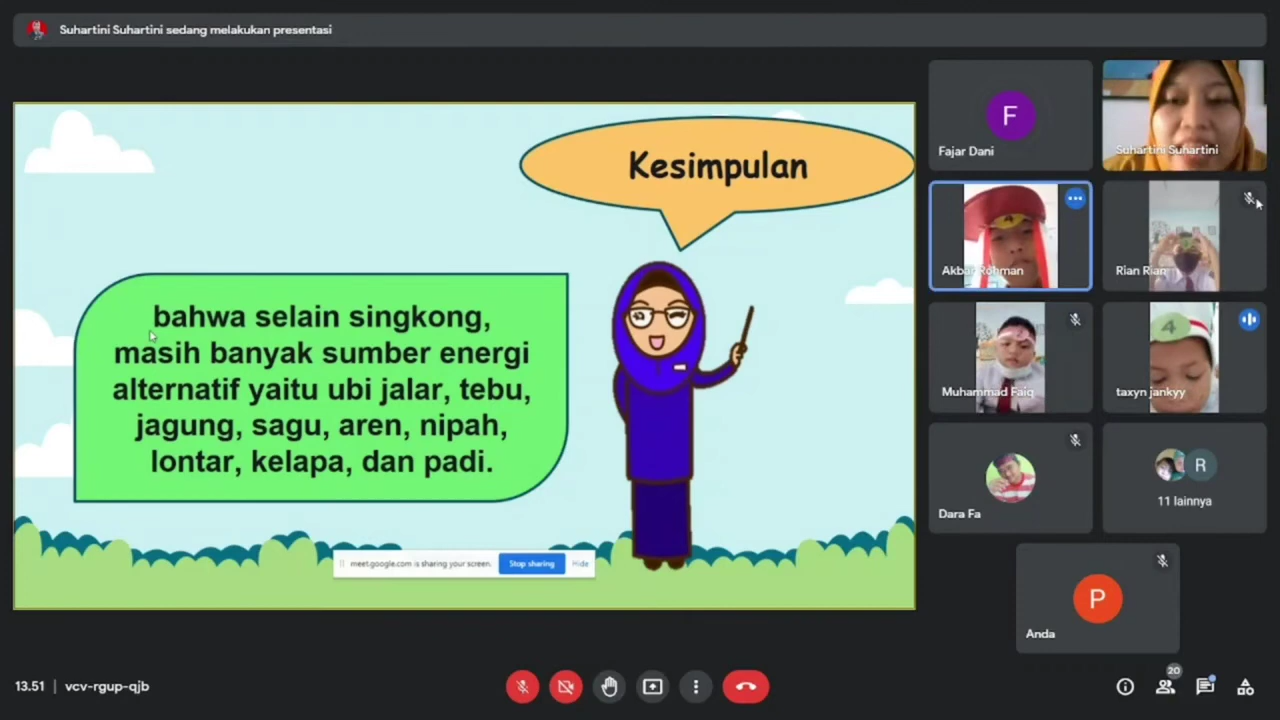 Suhartini Suhartini sedang melakukan presentasi
Kesimpulan
bahwa selain singkong,
masih banyak sumber energi
alternatif yaitu ubi jalar, tebu,
jagung, sagu, aren, nipah,
lontar, kelapa, dan padi.
meet.google.com is sharing your screen.
Stop sharing
Hide
F
Fajar Dani
Suhartini Suhartini
Akbar Rohman
4
Rian Rian
Muhammad Faiq
4
taxyn jankyy
Dara Fa
R
11 lainnya
P
Anda
13.51 | vcv-rgup-qjb
20